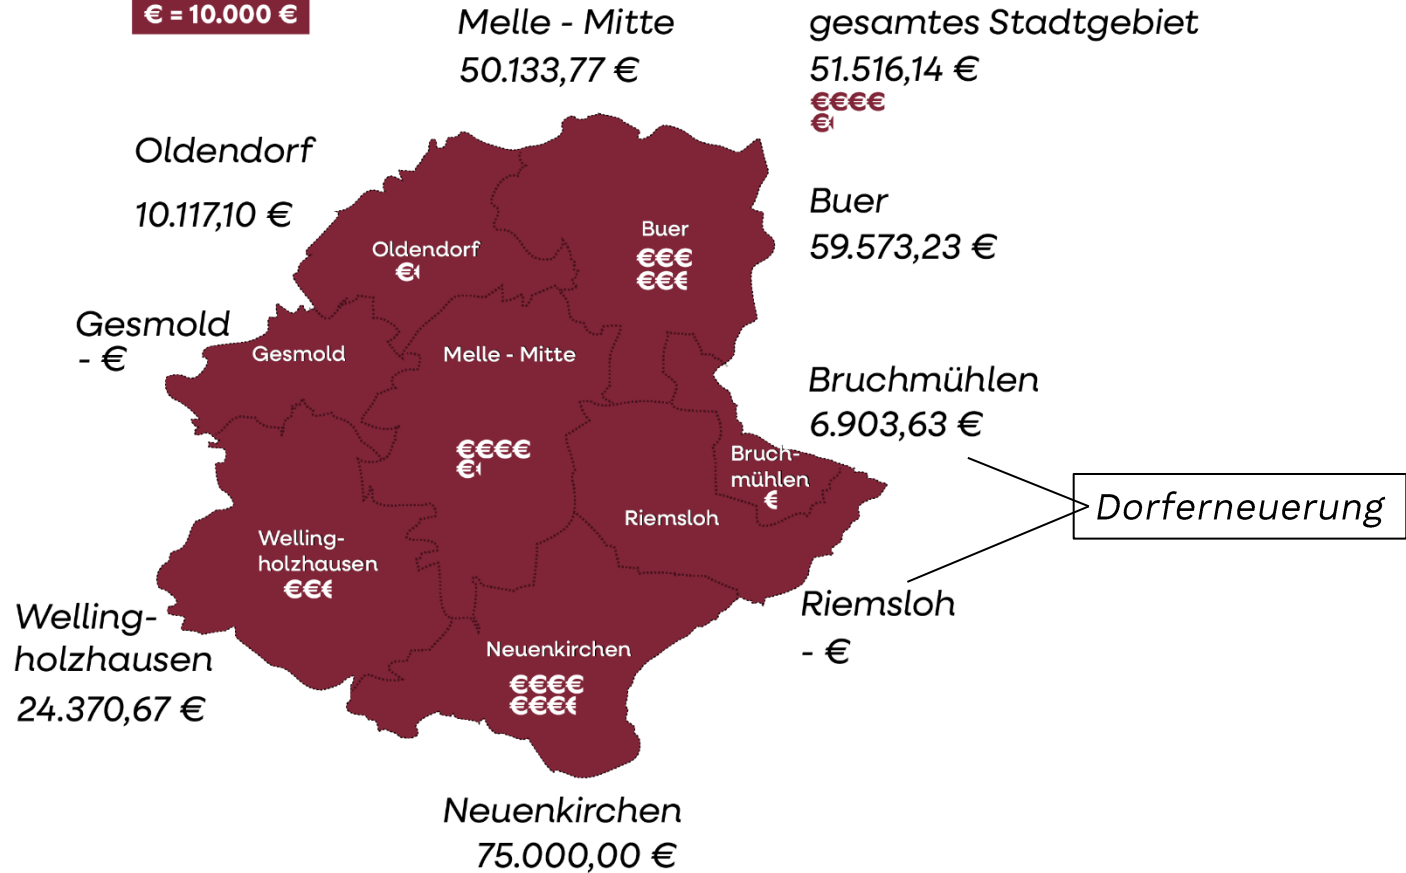 € = 10.000 €
Melle - Mitte
50.133,77 €
gesamtes Stadtgebiet
51.516,14 €
€€€€
€€
Oldendorf
10.117,10 €
Buer
59.573,23 €
Gesmold
- €
Bruchmühlen
6.903,63 €
Dorferneuerung
Riemsloh
- €
Welling-
holzhausen
24.370,67 €
Neuenkirchen
75.000,00 €
Oldendorf
€€
Buer
€€€
€€€
Gesmold
Melle - Mitte
€€€€
€€
Bruch-
mühlen
€
Riemsloh
Welling-
holzhausen
€€€
Neuenkirchen
€€€€
€€€€